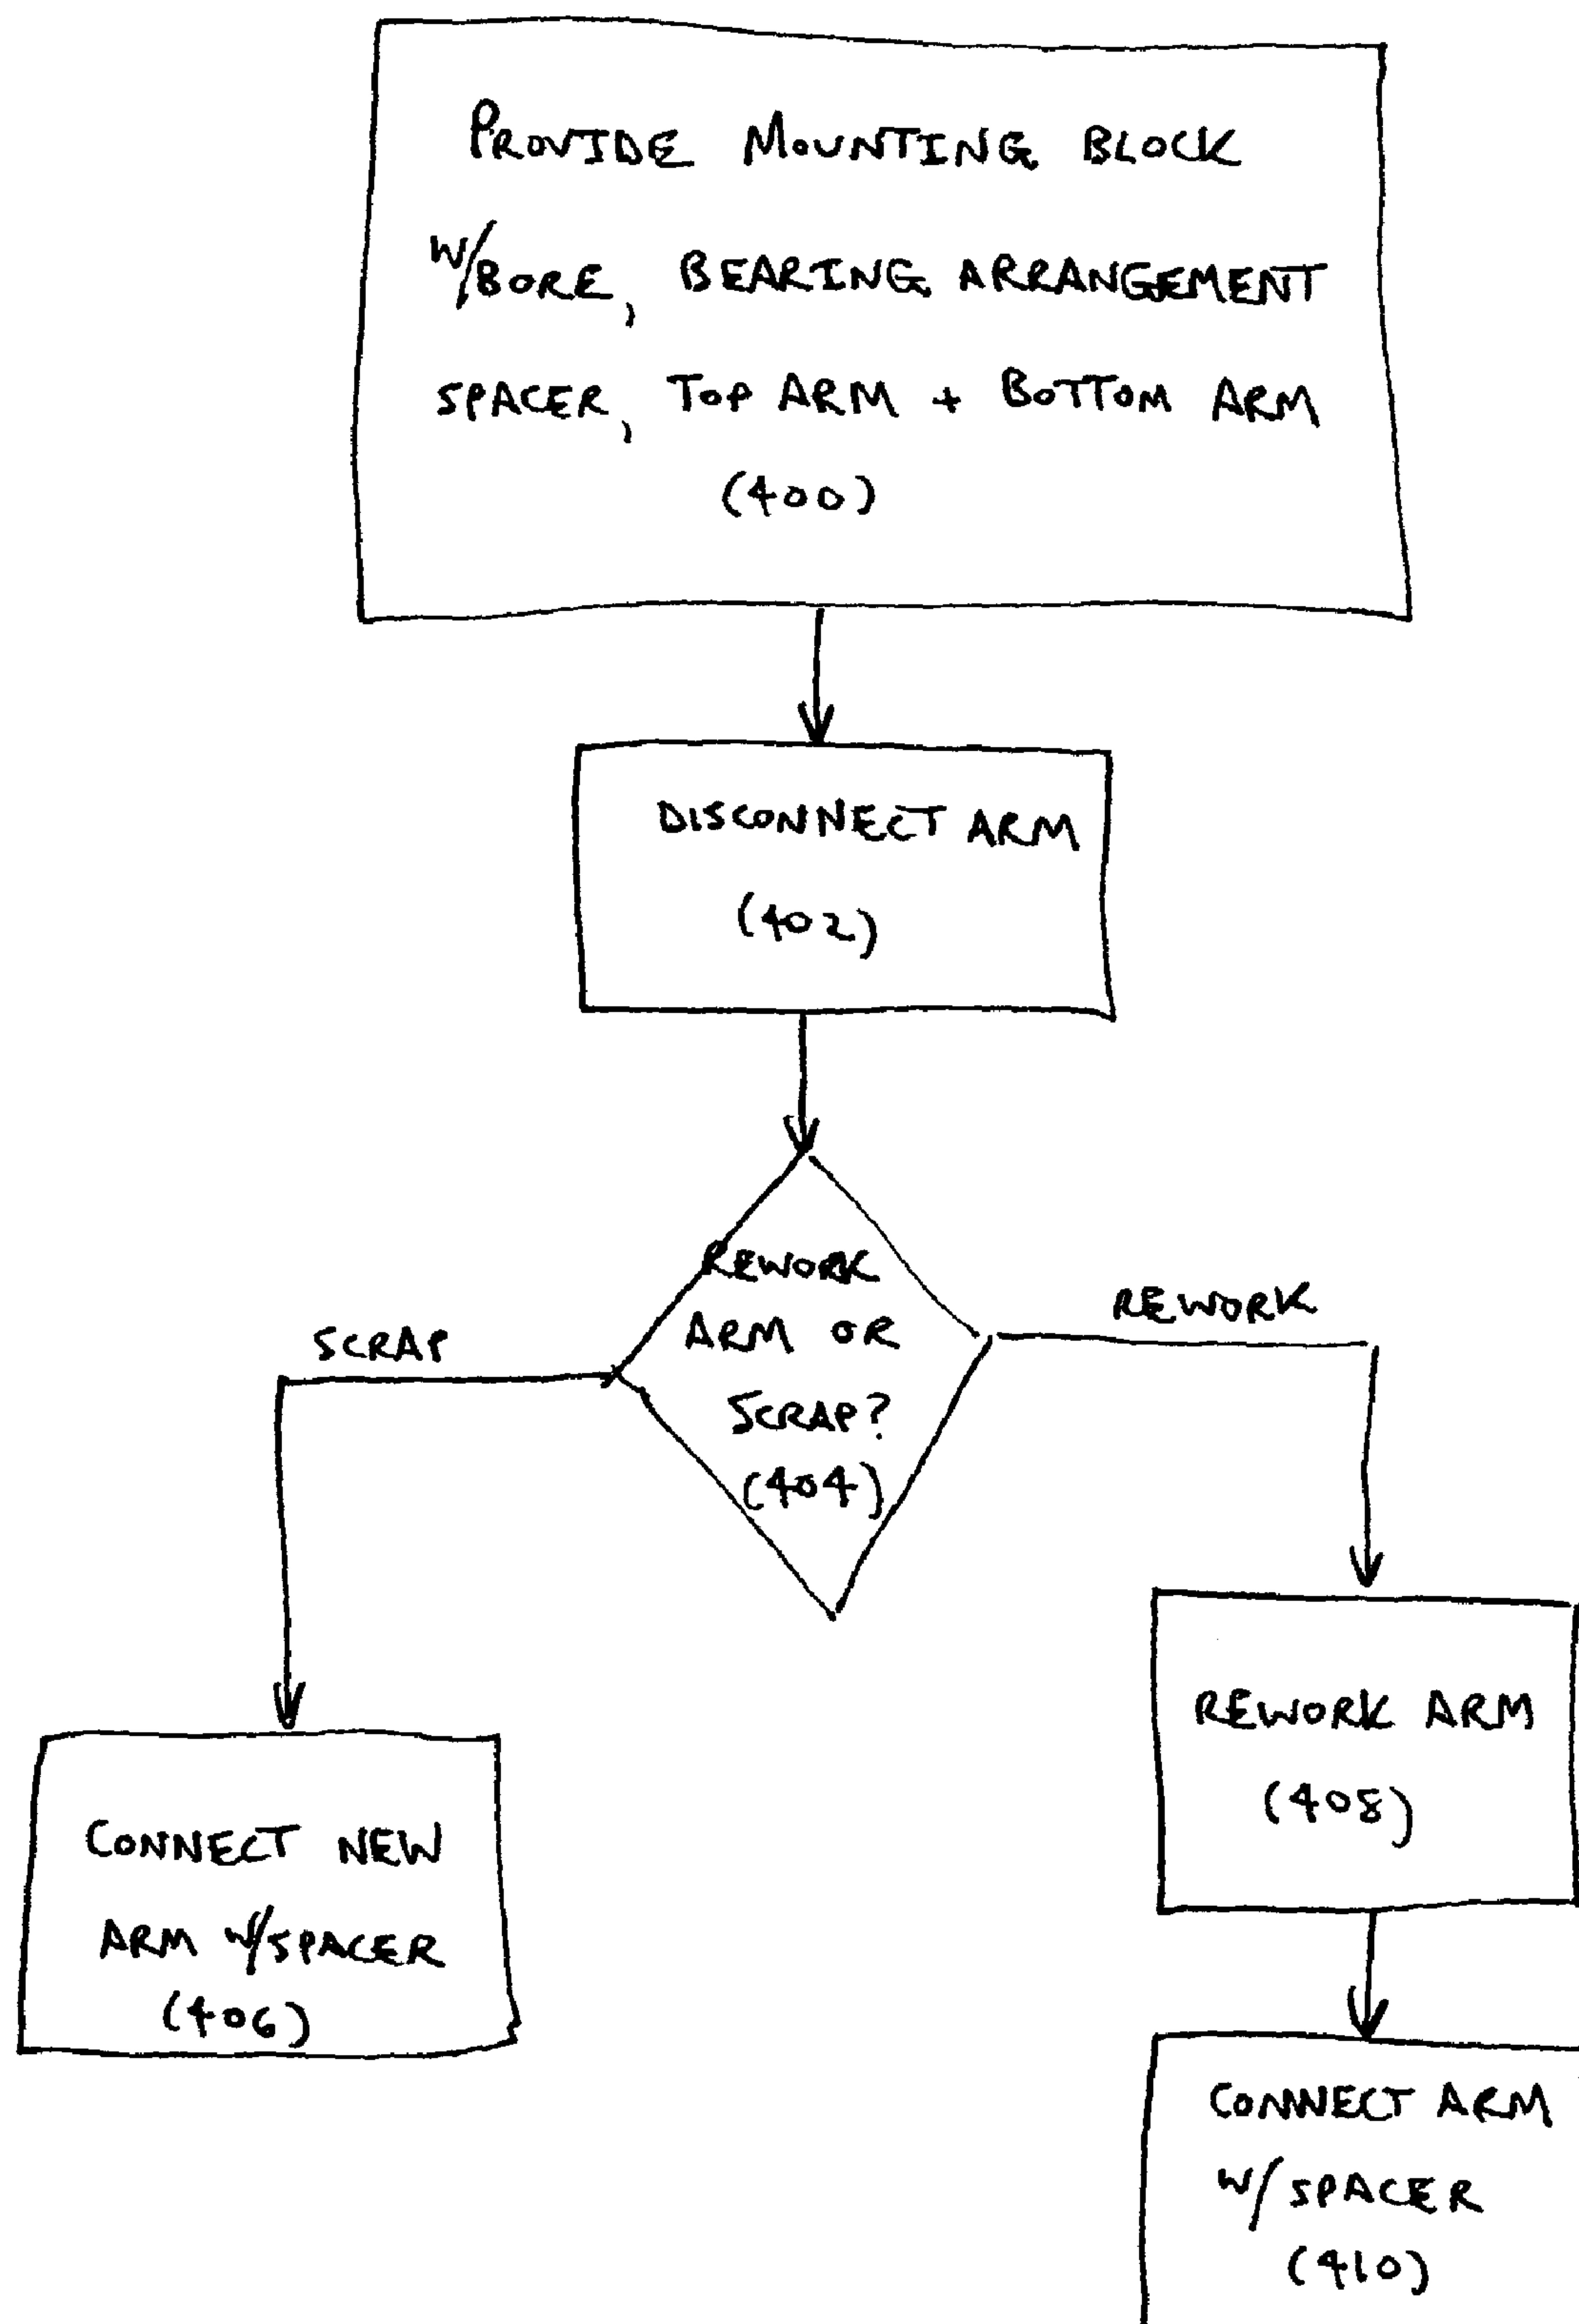 PROVIDE MOUNTING BLOCK
W/BORE, BEARING ARRANGEMENT
SPACER, TOP ARM + BOTTOM ARM
(400)
DISCONNECT ARM
(402)
REWORK
ARM OR
SCRAP?
(404)
SCRAP
REWORK
CONNECT NEW
ARM W/SPACER
(406)
REWORK ARM
(408)
CONNECT ARM
W/ SPACER
(410)